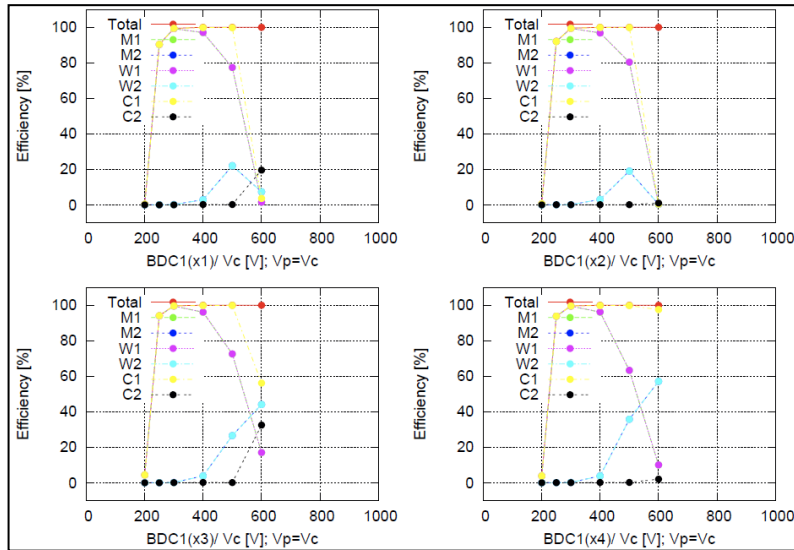 Efficiency [%]
100
80
60
40
20
0
Total
M1
M2
W1
W2
C1
C2
0 200 400 600 800 1000
BDC1(x1)/ Vc [V]; Vp=Vc
Efficiency [%]
100
80
60
40
20
0
Total
M1
M2
W1
W2
C1
C2
0 200 400 600 800 1000
BDC1(x2)/ Vc [V]; Vp=Vc
Efficiency [%]
100
80
60
40
20
0
Total
M1
M2
W1
W2
C1
C2
0 200 400 600 800 1000
BDC1(x3)/ Vc [V]; Vp=Vc
Efficiency [%]
100
80
60
40
20
0
Total
M1
M2
W1
W2
C1
C2
0 200 400 600 800 1000
BDC1(x4)/ Vc [V]; Vp=Vc